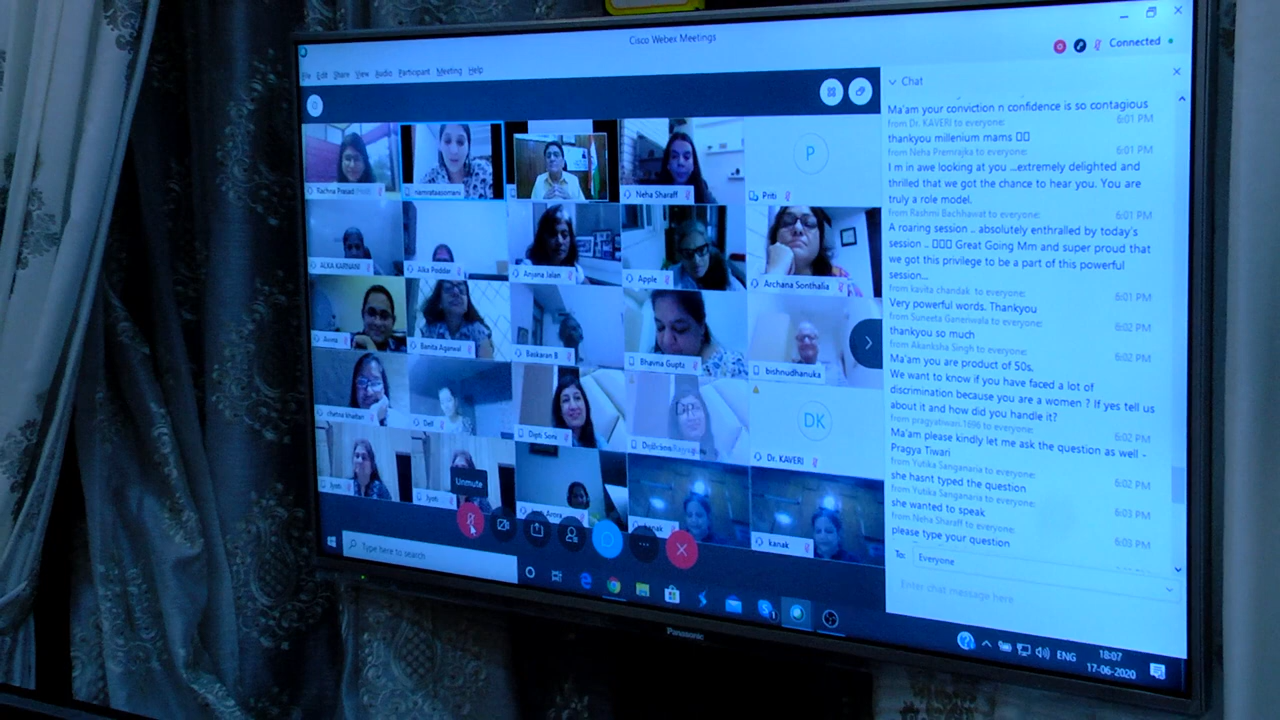 Cisco Webex Meetings
File Edit Share View Audio Participant Meeting Help
Connected
Chat
Ma'am your conviction n confidence is so contagious
from Dr. KAVERI to everyone: 6:01 PM
thankyou millenium mams
from Neha Premrajka to everyone: 6:01 PM
I m in awe looking at you ...extremely delighted and
thrilled that we got the chance to hear you. You are
truly a role model.
from Rashmi Bachhawat to everyone: 6:01 PM
A roaring session .. absolutely enthralled by today's
session .. Great Going Mm and super proud that
we got this privilege to be a part of this powerful
session...
from kavita chandak to everyone: 6:01 PM
Very powerful words. Thankyou
from Suneeta Ganeriwala to everyone: 6:02 PM
thankyou so much
from Akanksha Singh to everyone: 6:02 PM
Ma'am you are product of 50s,
We want to know if you have faced a lot of
discrimination because you are a women ? If yes tell us
about it and how did you handle it?
from pragyatiwari.1696 to everyone: 6:02 PM
Ma'am please kindly let me ask the question as well -
Pragya Tiwari
from Yutika Sanganaria to everyone: 6:02 PM
she hasnt typed the question
from Yutika Sanganaria to everyone: 6:03 PM
she wanted to speak
from Neha Sharaff to everyone: 6:03 PM
please type your question
To: Everyone
Enter chat message here
Rachna Prasad
namratasomani
Neha Sharaff
P
Priti
ALKA KARNANI
Alka Poddar
Anjana Jalan
Apple
Archana Sonthalia
Banita Agarwal
Baskaran B
Bhavna Gupta
bishnudhanuka
chetna khaitan
Dell
Dipti Soni
DK
Dr. KAVERI
Jyoti
Jyoti
Arora
kanak
kanak
Unmute
Type here to search
ENG
18:07
17-06-2020
Panasonic